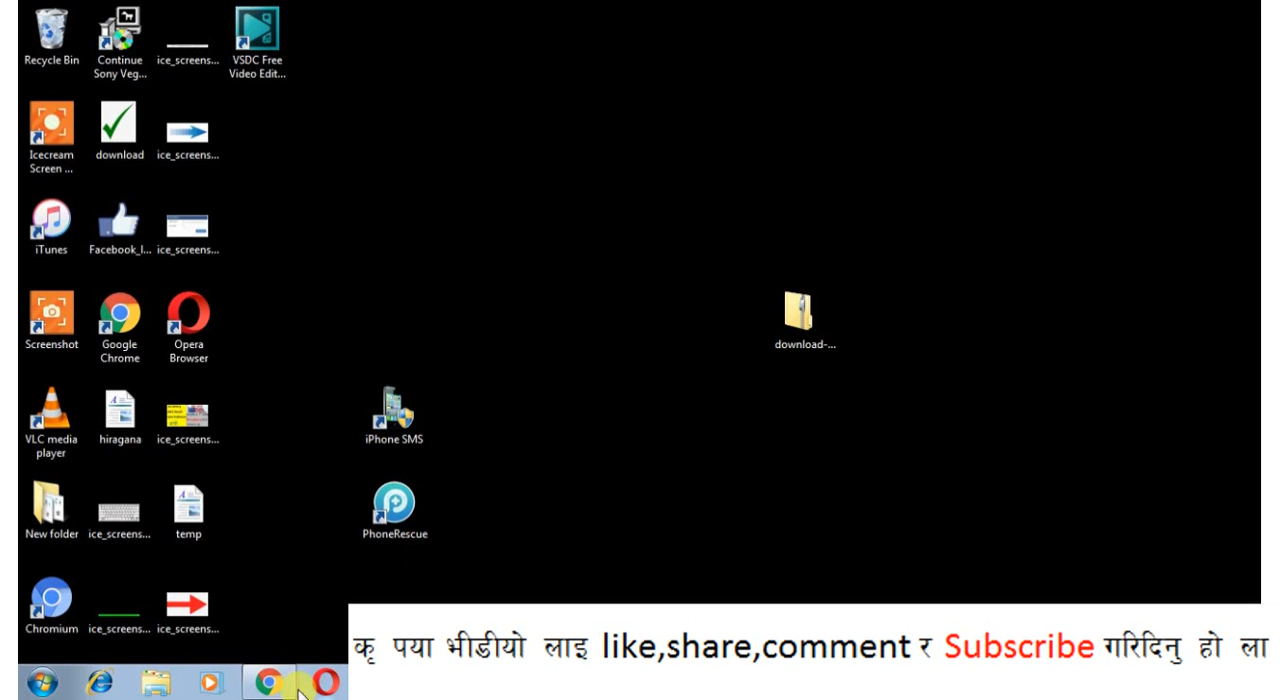 Recycle Bin
Continue Sony Veg...
ice_screens...
VSDC Free Video Edit...
Icecream Screen ...
download
ice_screens...
iTunes
Facebook_I...
ice_screens...
Screenshot
Google Chrome
Opera Browser
download-...
VLC media player
hiragana
ice_screens...
iPhone SMS
New folder
ice_screens...
temp
PhoneRescue
Chromium
ice_screens...
ice_screens...
कृ पया भीडीयो लाइ like,share,comment र Subscribe गरिदिनु हो ला